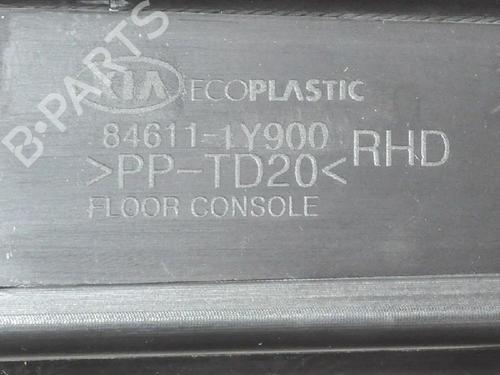 KIA ECOPLASTIC
84611-1Y900 RHD
>PP-TD20<
FLOOR CONSOLE
B-PARTS